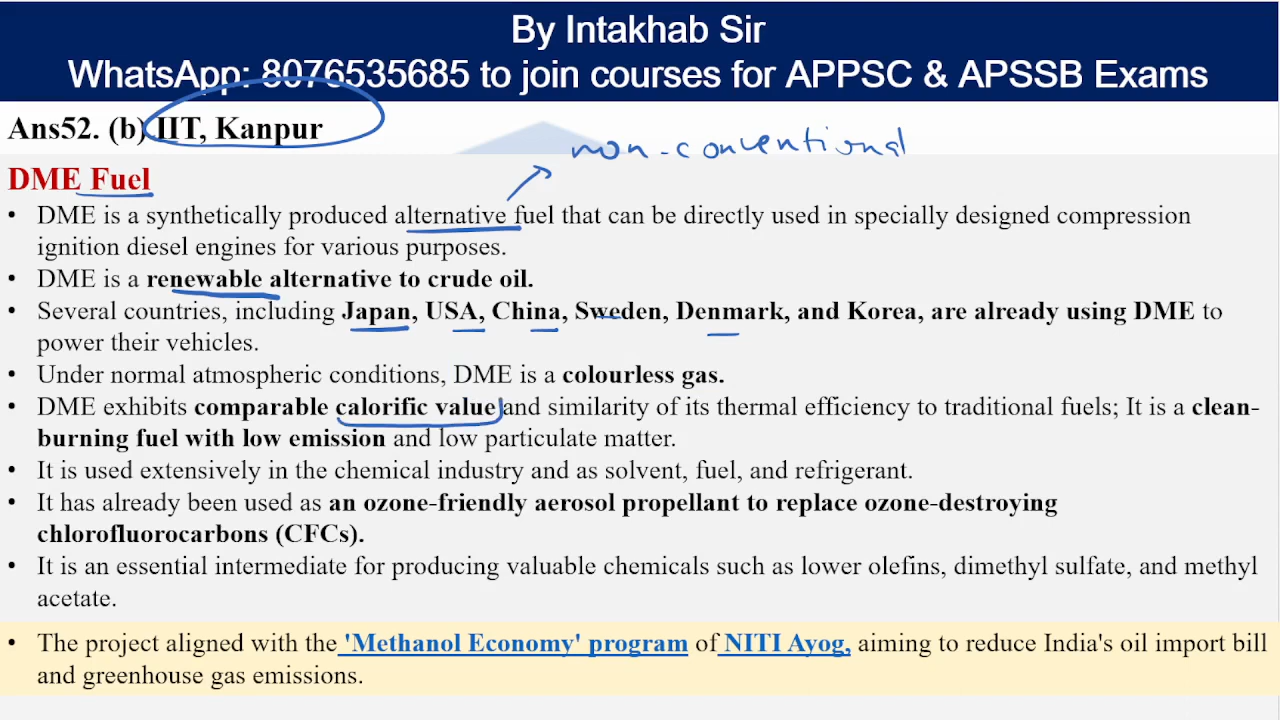 By Intakhab Sir
WhatsApp: 8076535685 to join courses for APPSC & APSSB Exams
Ans52. (b) IIT, Kanpur
non-conventional
DME Fuel
• DME is a synthetically produced alternative fuel that can be directly used in specially designed compression
ignition diesel engines for various purposes.
• DME is a renewable alternative to crude oil.
• Several countries, including Japan, USA, China, Sweden, Denmark, and Korea, are already using DME to
power their vehicles.
• Under normal atmospheric conditions, DME is a colourless gas.
• DME exhibits comparable calorific value and similarity of its thermal efficiency to traditional fuels; It is a clean-
burning fuel with low emission and low particulate matter.
• It is used extensively in the chemical industry and as solvent, fuel, and refrigerant.
• It has already been used as an ozone-friendly aerosol propellant to replace ozone-destroying
chlorofluorocarbons (CFCs).
• It is an essential intermediate for producing valuable chemicals such as lower olefins, dimethyl sulfate, and methyl
acetate.
• The project aligned with the 'Methanol Economy' program of NITI Ayog, aiming to reduce India's oil import bill
and greenhouse gas emissions.